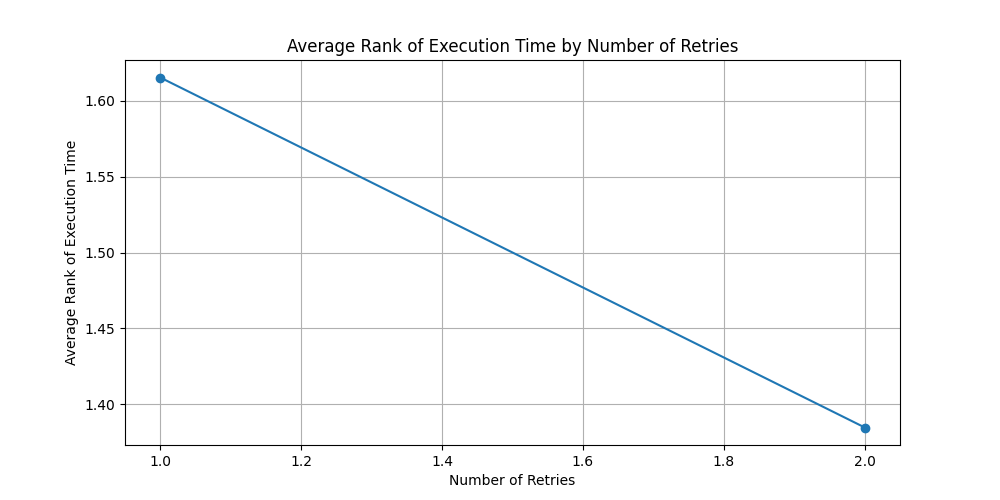 Average Rank of Execution Time by Number of Retries
Average Rank of Execution Time
1.60
1.55
1.50
1.45
1.40
1.0 1.2 1.4 1.6 1.8 2.0
Number of Retries